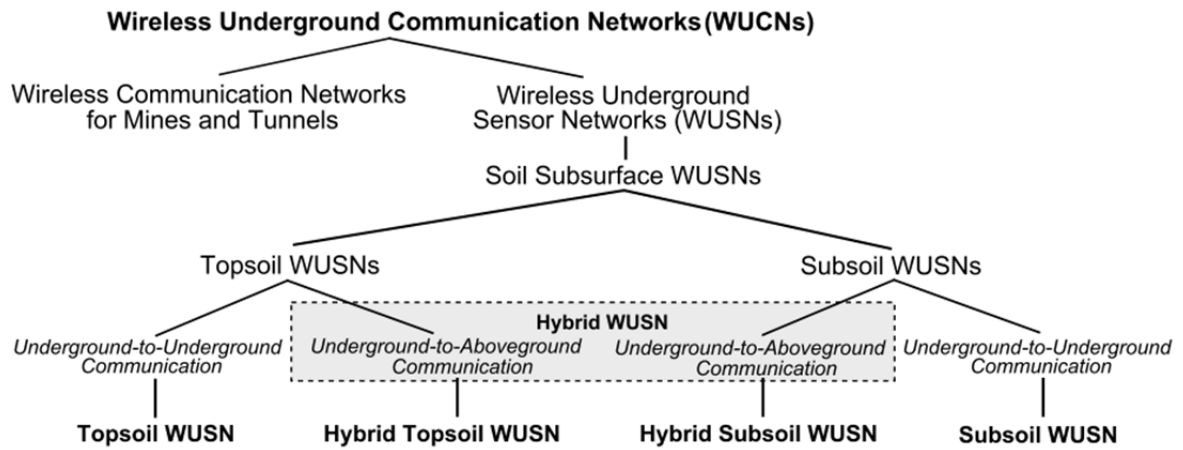 Wireless Underground Communication Networks (WUCNs)
Wireless Communication Networks
for Mines and Tunnels
Wireless Underground
Sensor Networks (WUSNs)
Soil Subsurface WUSNs
Topsoil WUSNs
Subsoil WUSNs
Hybrid WUSN
Underground-to-Underground
Communication
Underground-to-Aboveground
Communication
Underground-to-Aboveground
Communication
Underground-to-Underground
Communication
Topsoil WUSN
Hybrid Topsoil WUSN
Hybrid Subsoil WUSN
Subsoil WUSN